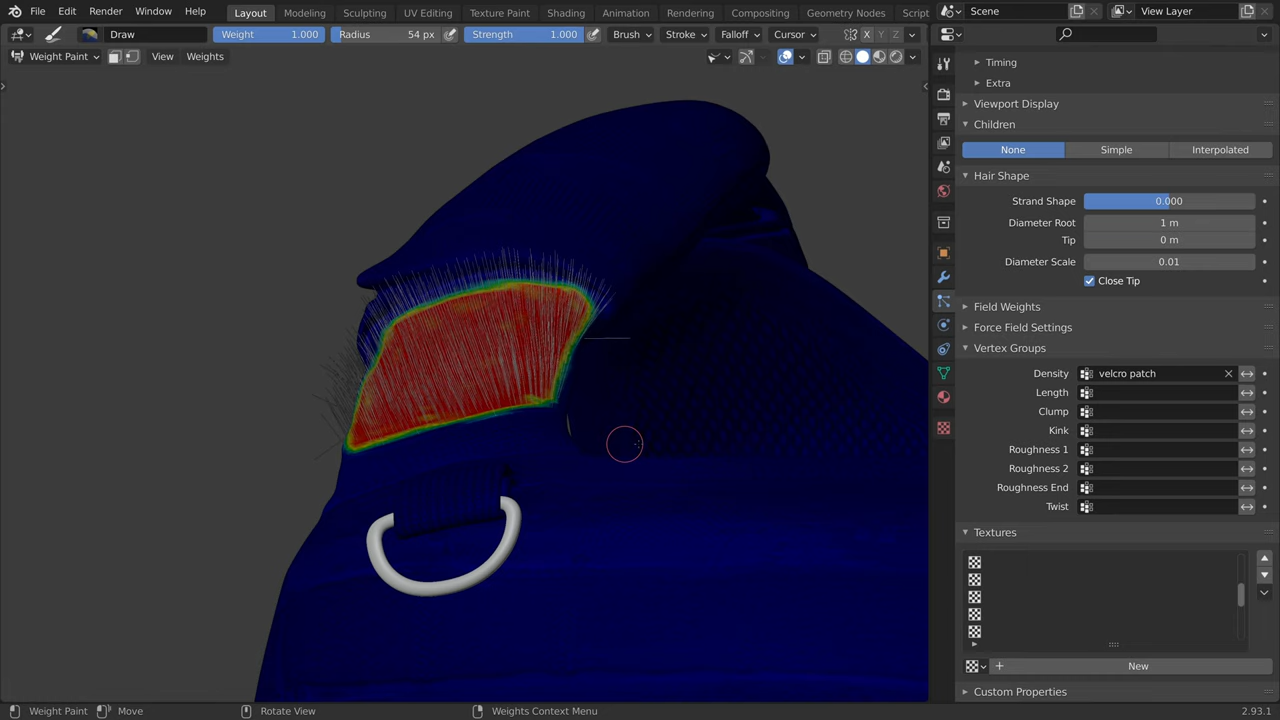 File Edit Render Window Help Layout Modeling Sculpting UV Editing Texture Paint Shading Animation Rendering Compositing Geometry Nodes Script Scene View Layer
Draw Weight 1.000 Radius 54 px Strength 1.000 Brush Stroke Falloff Cursor X Y Z
Weight Paint View Weights
Timing
Extra
Viewport Display
Children
None Simple Interpolated
Hair Shape
Strand Shape 0.000
Diameter Root 1 m
Tip 0 m
Diameter Scale 0.01
Close Tip
Field Weights
Force Field Settings
Vertex Groups
Density velcro patch
Length
Clump
Kink
Roughness 1
Roughness 2
Roughness End
Twist
Textures
New
Custom Properties
Weight Paint Move Rotate View Weights Context Menu 2.93.1